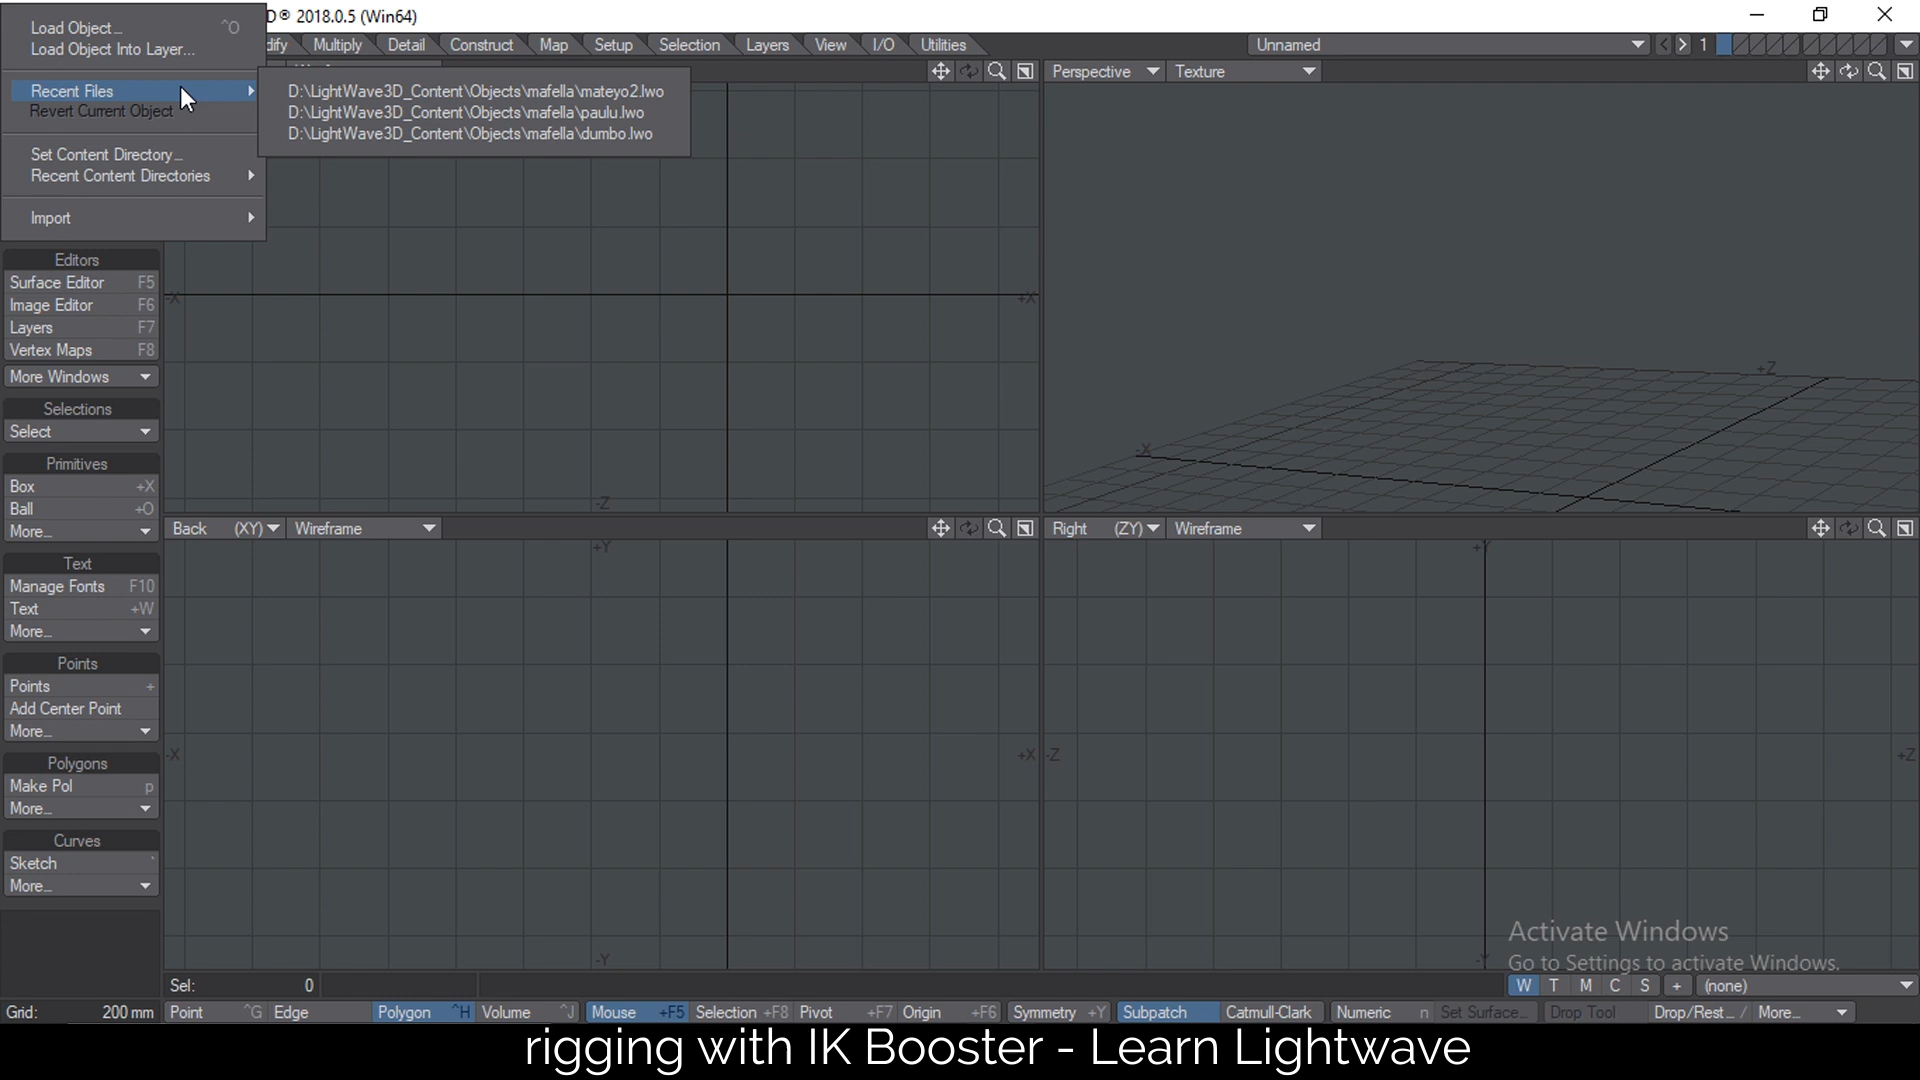 D® 2018.0.5 (Win64)
Load Object... ^O
Load Object Into Layer...
Recent Files
Revert Current Object
Set Content Directory...
Recent Content Directories
Import
D:\LightWave3D_Content\Objects\mafella\mateyo2.lwo
D:\LightWave3D_Content\Objects\mafella\paulu.lwo
D:\LightWave3D_Content\Objects\mafella\dumbo.lwo
dify Multiply Detail Construct Map Setup Selection Layers View I/O Utilities Unnamed < > 1
Perspective Texture
Editors
Surface Editor F5
Image Editor F6
Layers F7
Vertex Maps F8
More Windows
Selections
Select
Primitives
Box +X
Ball +O
More...
Text
Manage Fonts F10
Text +W
More...
Points
Points +
Add Center Point
More...
Polygons
Make Pol p
More...
Curves
Sketch `
More...
-X +X
-Z
+Z
-X
Back (XY) Wireframe
+Y
-X +X
-Y
Right (ZY) Wireframe
+Y
-Z +Z
-Y
Activate Windows
Go to Settings to activate Windows.
Sel: 0
W T M C S + (none)
Grid: 200 mm Point ^G Edge Polygon ^H Volume ^J Mouse +F5 Selection +F8 Pivot +F7 Origin +F6 Symmetry +Y Subpatch Catmull-Clark Numeric n Set Surface... Drop Tool Drop/Rest... / More...
rigging with IK Booster - Learn Lightwave